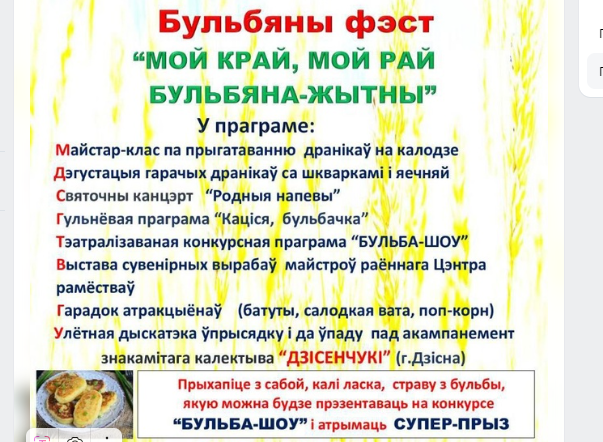 Бульбяны фэст
“МОЙ КРАЙ, МОЙ РАЙ
БУЛЬБЯНА-ЖЫТНЫ”
У праграме:
Майстар-клас па прыгатаванню дранікаў на калодзе
Дэгустацыя гарачых дранікаў са шкваркамі і яечняй
Святочны канцэрт “Родныя напевы”
Гульнёвая праграма “Каціся, бульбачка”
Тэатралізаваная конкурсная праграма “БУЛЬБА-ШОУ”
Выстава сувенірных вырабаў майстроў раённага Цэнтра
рамёстваў
Гарадок атракцыёнаў (батуты, салодкая вата, поп-корн)
Улётная дыскатэка ўпрысядку і да ўпаду пад акампанемент
знакамітага калектыва “ДЗІСЕНЧУКІ” (г.Дзісна)
Прыхапіце з сабой, калі ласка, страву з бульбы,
якую можна будзе прэзентаваць на конкурсе
“БУЛЬБА-ШОУ” і атрымаць СУПЕР-ПРЫЗ